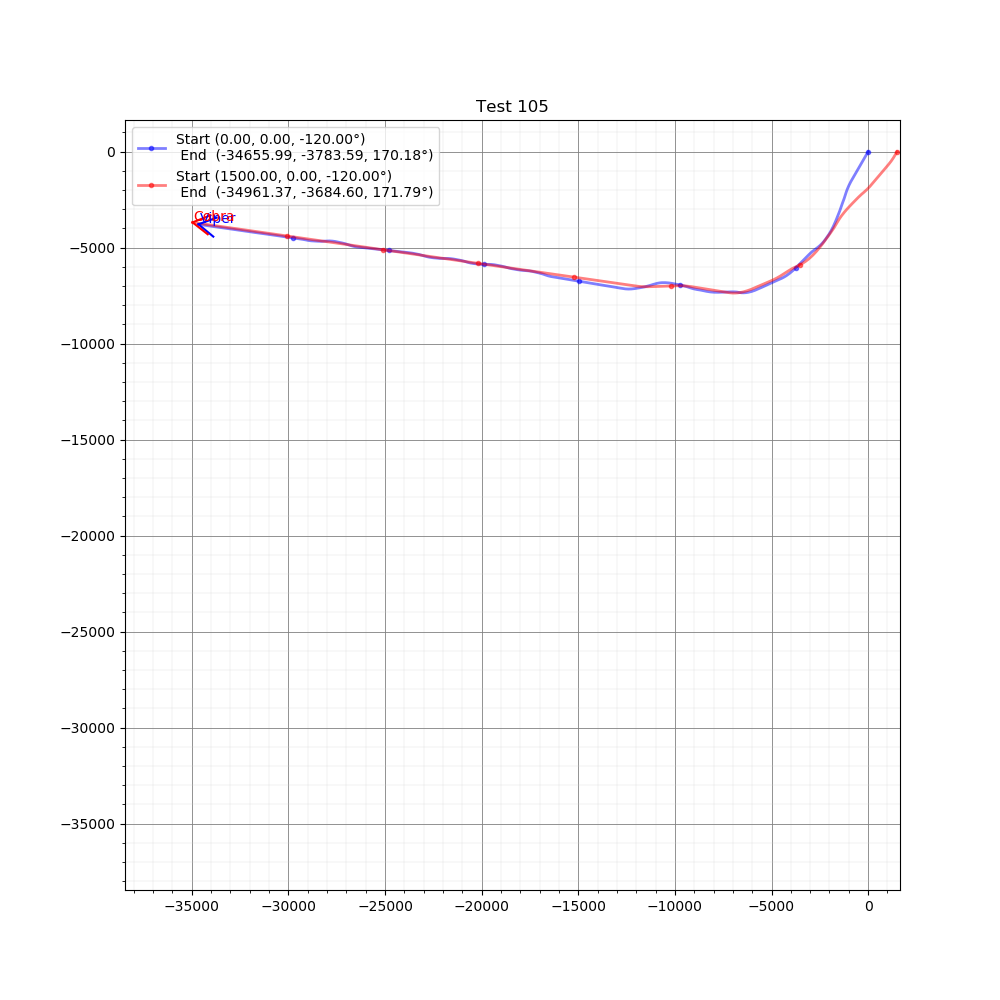 Test 105
Start (0.00, 0.00, -120.00°)
End  (-34655.99, -3783.59, 170.18°)
Start (1500.00, 0.00, -120.00°)
End  (-34961.37, -3684.60, 171.79°)
Cobra
Viper
0
−5000
−10000
−15000
−20000
−25000
−30000
−35000
−35000 −30000 −25000 −20000 −15000 −10000 −5000 0